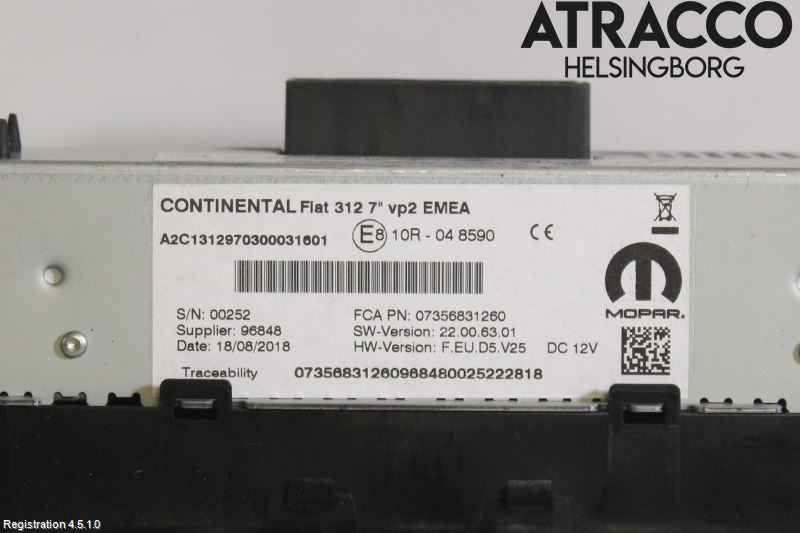 ATRACCO
HELSINGBORG
CONTINENTAL Fiat 312 7" vp2 EMEA
A2C1312970300031601
E8 10R - 04 8590
CE
MOPAR.
S/N: 00252
FCA PN: 07356831260
Supplier: 96848
SW-Version: 22.00.63.01
Date: 18/08/2018
HW-Version: F.EU.D5.V25
DC 12V
Traceability 07356831260968480025222818
Registration 4.5.1.0